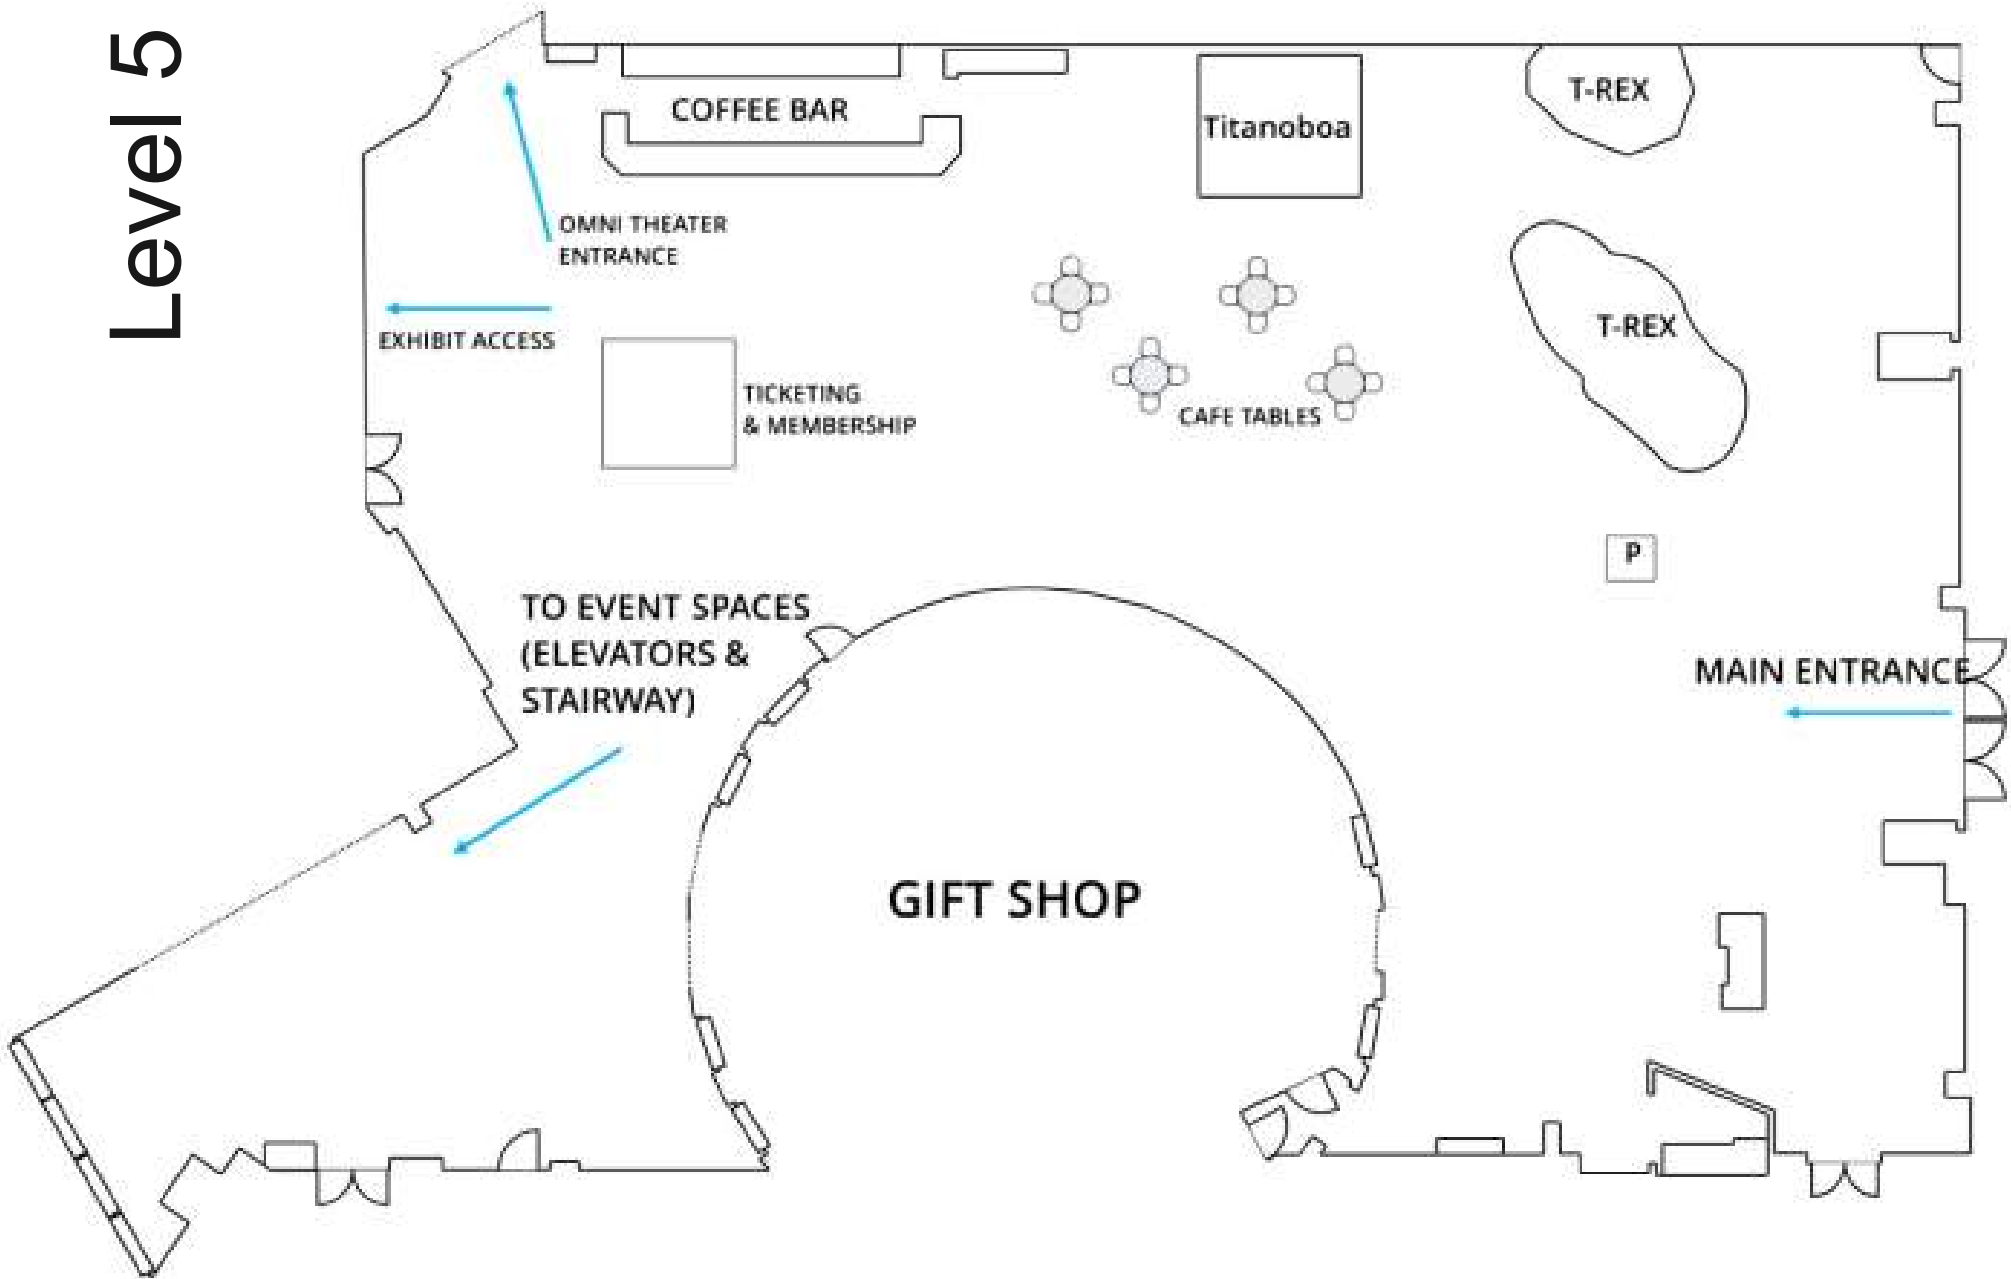 Level 5
COFFEE BAR
Titanoboa
T-REX
OMNI THEATER
ENTRANCE
EXHIBIT ACCESS
T-REX
TICKETING
& MEMBERSHIP
CAFE TABLES
P
TO EVENT SPACES
(ELEVATORS &
STAIRWAY)
MAIN ENTRANCE
GIFT SHOP